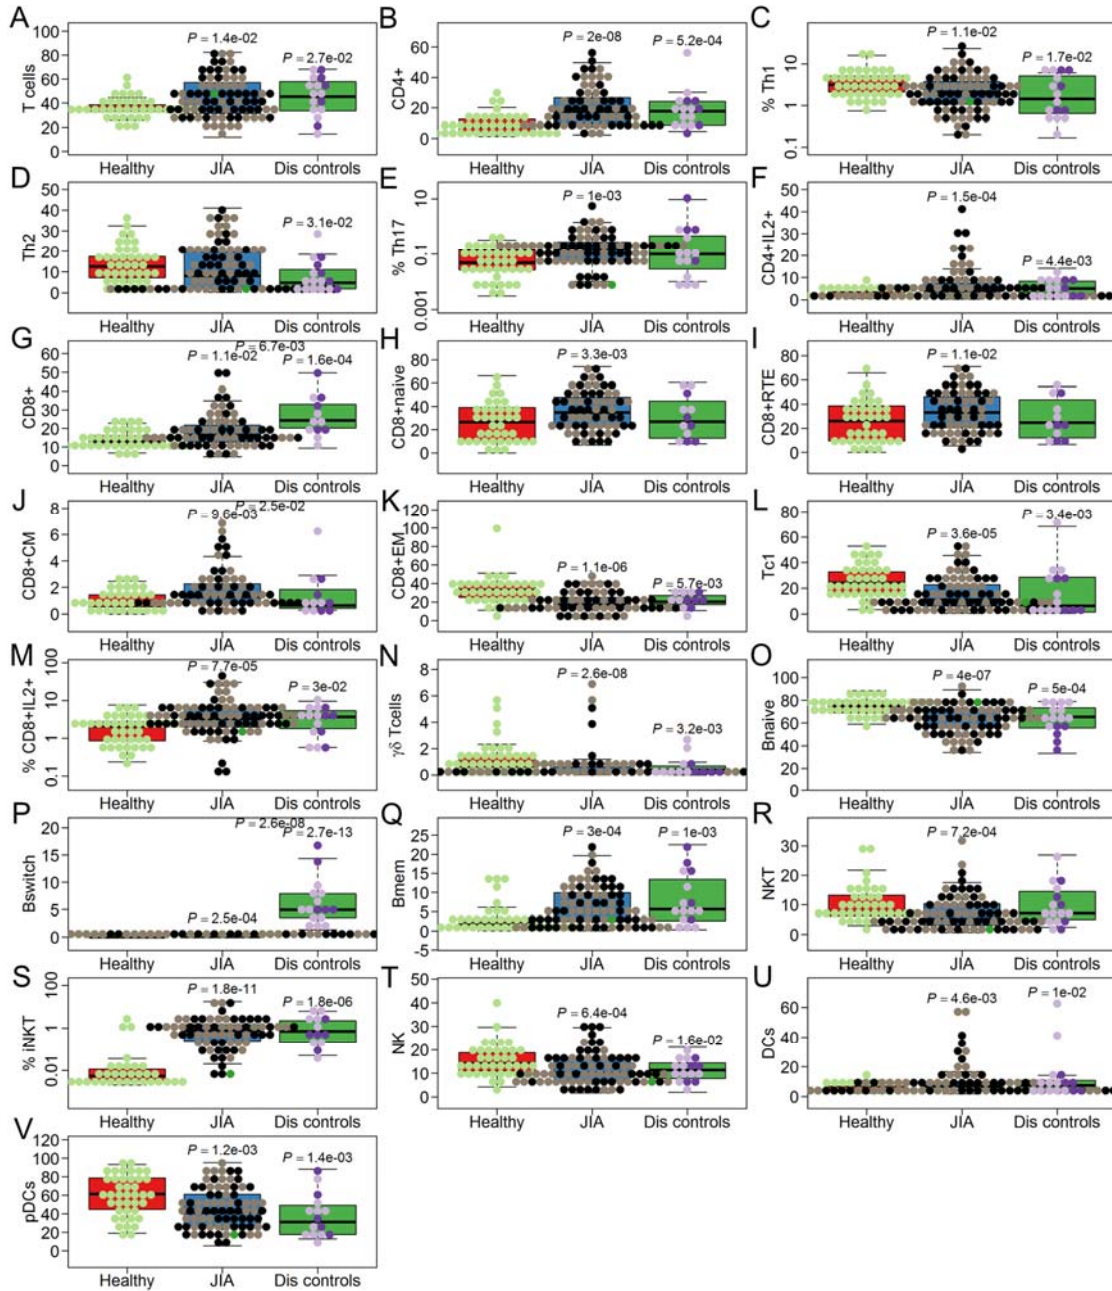 A
T cells
100
80
60
40
20
0
P = 1.4e-02
P = 2.7e-02
Healthy JIA Dis controls
B
CD4+
60
40
20
0
P = 2e-08
P = 5.2e-04
Healthy JIA Dis controls
C
% Th1
10
1
0.1
P = 1.1e-02
P = 1.7e-02
Healthy JIA Dis controls
D
Th2
50
40
30
20
10
0
P = 3.1e-02
Healthy JIA Dis controls
E
% Th17
10
0.1
0.001
P = 1e-03
Healthy JIA Dis controls
F
CD4+IL2+
50
40
30
20
10
0
P = 1.5e-04
P = 4.4e-03
Healthy JIA Dis controls
G
CD8+
60
50
40
30
20
10
0
P = 6.7e-03
P = 1.1e-02
P = 1.6e-04
Healthy JIA Dis controls
H
CD8+naive
80
60
40
20
0
P = 3.3e-03
Healthy JIA Dis controls
I
CD8+RTE
80
60
40
20
0
P = 1.1e-02
Healthy JIA Dis controls
J
CD8+CM
8
6
4
2
0
P = 2.5e-02
P = 9.6e-03
Healthy JIA Dis controls
K
CD8+EM
120
100
80
60
40
20
0
P = 1.1e-06
P = 5.7e-03
Healthy JIA Dis controls
L
Tc1
80
60
40
20
0
P = 3.6e-05
P = 3.4e-03
Healthy JIA Dis controls
M
% CD8+IL2+
100
10
1
0.1
P = 7.7e-05
P = 3e-02
Healthy JIA Dis controls
N
γδ Tcells
8
6
4
2
0
P = 2.6e-08
P = 3.2e-03
Healthy JIA Dis controls
O
Bnaive
100
80
60
40
20
0
P = 4e-07
P = 5e-04
Healthy JIA Dis controls
P
Bswitch
20
15
10
5
0
P = 2.6e-08
P = 2.7e-13
P = 2.5e-04
Healthy JIA Dis controls
Q
Bmem
25
20
15
10
5
0
-5
P = 3e-04
P = 1e-03
Healthy JIA Dis controls
R
NKT
30
20
10
0
P = 7.2e-04
Healthy JIA Dis controls
S
% iNKT
100
1
0.01
P = 1.8e-11
P = 1.8e-06
Healthy JIA Dis controls
T
NK
50
40
30
20
10
0
P = 6.4e-04
P = 1.6e-02
Healthy JIA Dis controls
U
DCs
60
40
20
0
P = 4.6e-03
P = 1e-02
Healthy JIA Dis controls
V
pDCs
120
100
80
60
40
20
0
P = 1.2e-03
P = 1.4e-03
Healthy JIA Dis controls